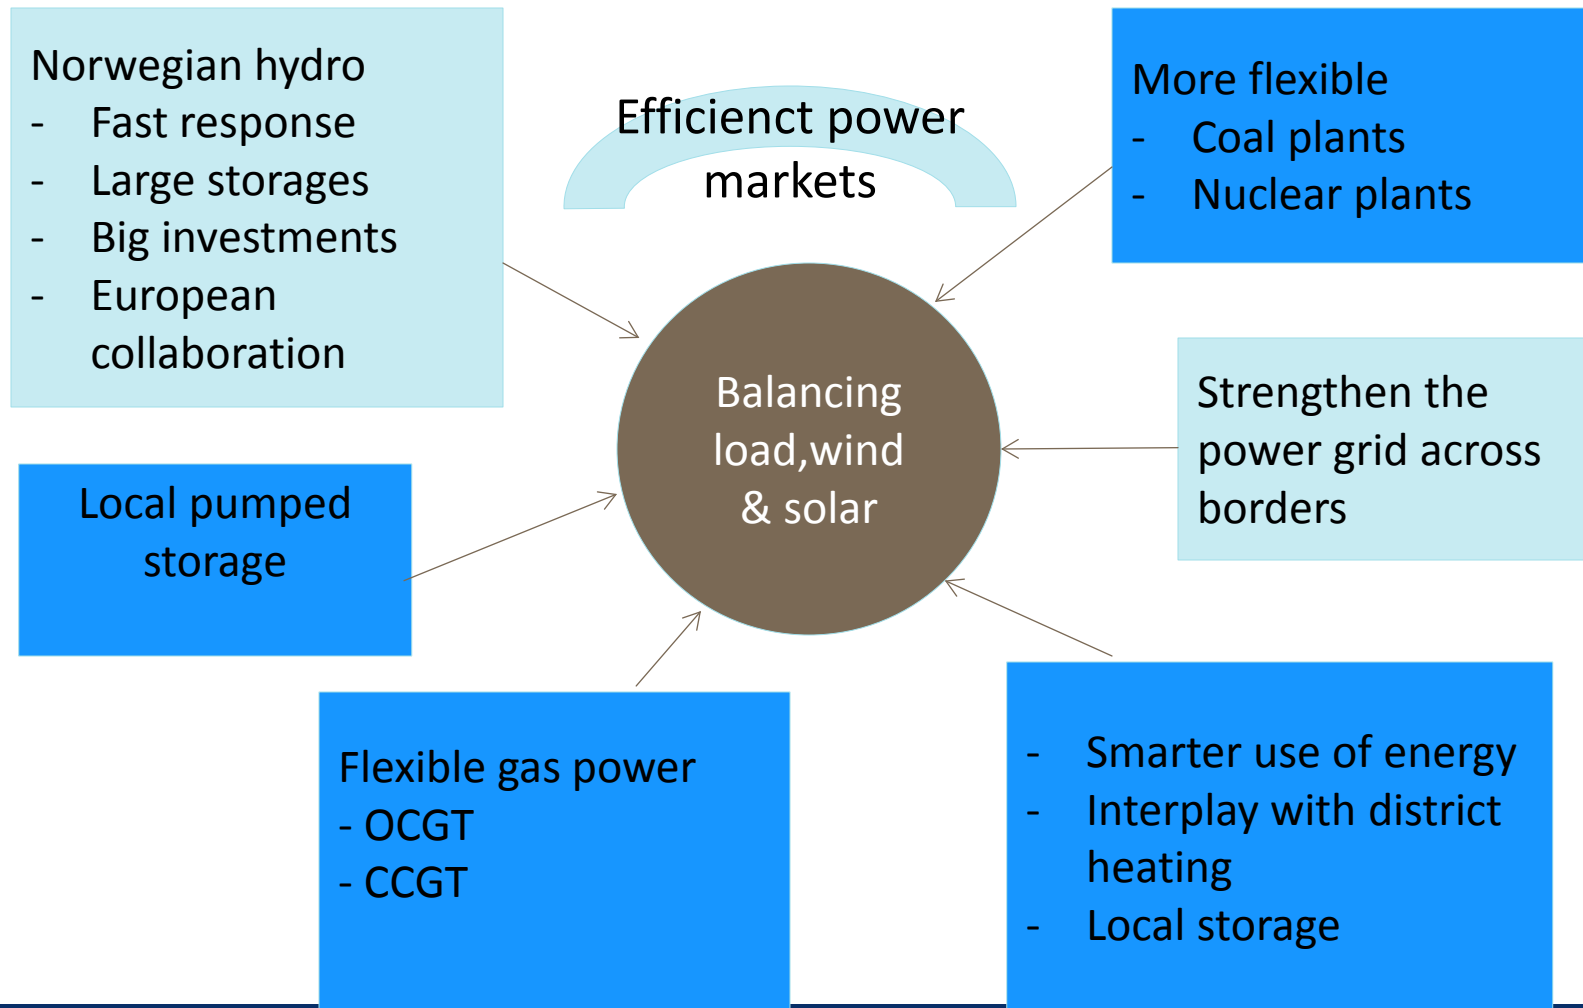 Norwegian hydro
- Fast response
- Large storages
- Big investments
- European
collaboration
Efficienct power
markets
More flexible
- Coal plants
- Nuclear plants
Balancing
load,wind
& solar
Strengthen the
power grid across
borders
Local pumped
storage
Flexible gas power
- OCGT
- CCGT
- Smarter use of energy
- Interplay with district
heating
- Local storage